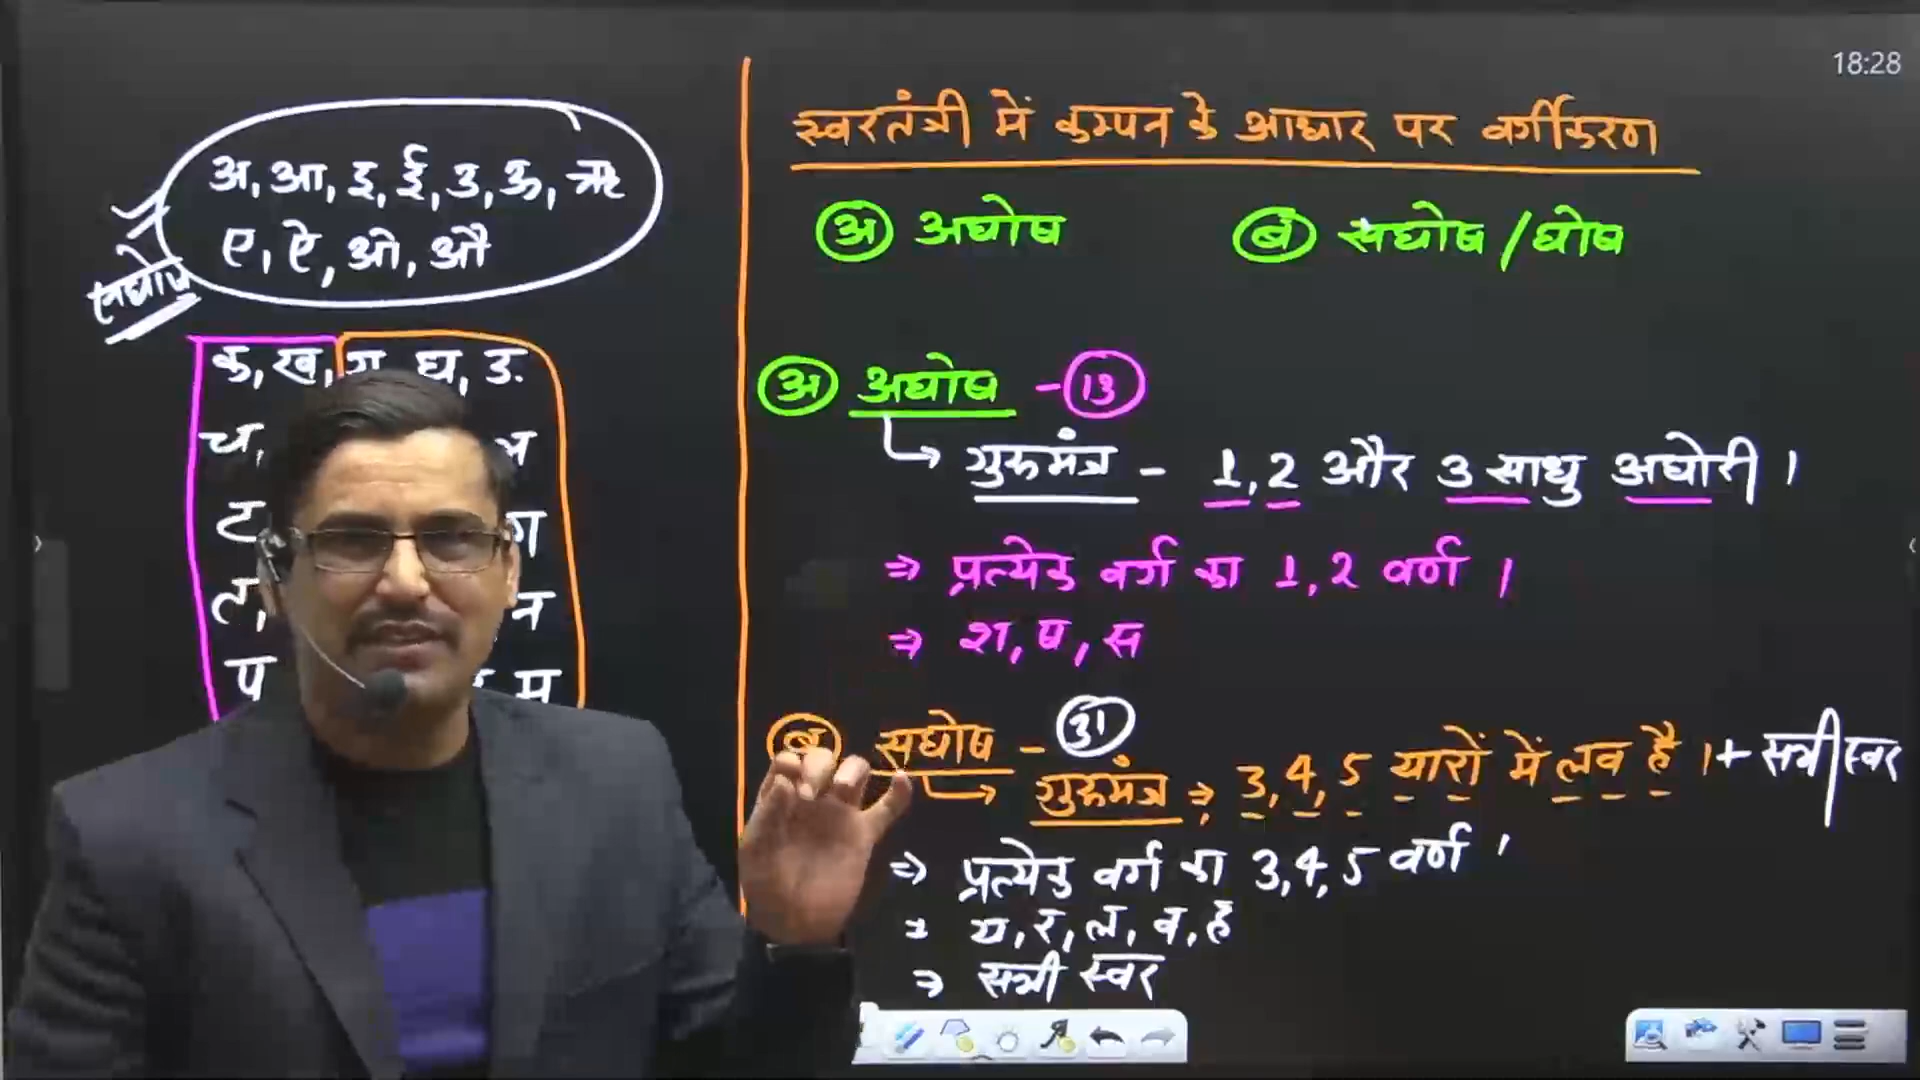 18:28
अ, आ, इ, ई, उ, ऊ, ऋ
ए, ऐ, ओ, औ
सघोष
क, ख, ग घ, ङ
च,
ट
त, न
प म
स्वरतंत्री में कम्पन के आधार पर वर्गीकरण
अ अघोष ब सघोष / घोष
अ अघोष - 13
गुरुमंत्र - 1, 2 और 3 साधु अघोरी ।
⇒ प्रत्येक वर्ग का 1, 2 वर्ण ।
⇒ श, ष, स
ब सघोष - 31
गुरुमंत्र ⇒ 3, 4, 5 यारों में लव है । + सभी स्वर
⇒ प्रत्येक वर्ग का 3, 4, 5 वर्ण ।
⇒ य, र, ल, व, ह
⇒ सभी स्वर